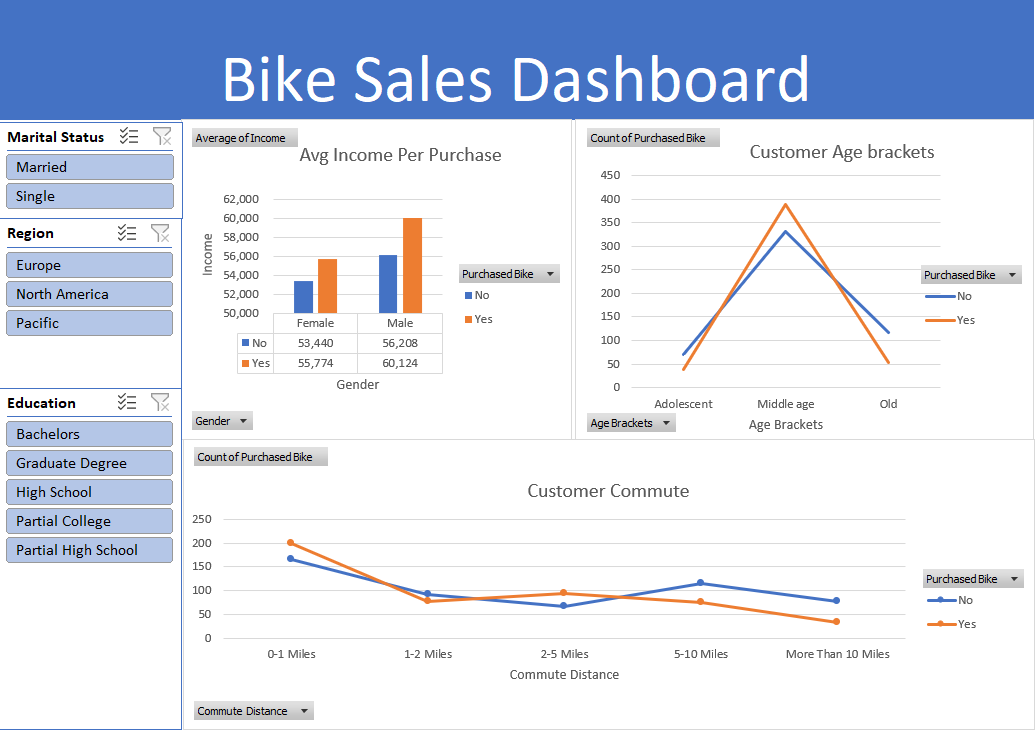 Bike Sales Dashboard
Marital Status
Married
Single
Region
Europe
North America
Pacific
Education
Bachelors
Graduate Degree
High School
Partial College
Partial High School
Average of Income
Avg Income Per Purchase
62,000
60,000
58,000
56,000
54,000
52,000
50,000
Income
Female Male
No 53,440 56,208
Yes 55,774 60,124
Gender
Purchased Bike
No
Yes
Gender
Count of Purchased Bike
Customer Age brackets
450
400
350
300
250
200
150
100
50
0
Adolescent Middle age Old
Age Brackets
Purchased Bike
No
Yes
Age Brackets
Count of Purchased Bike
Customer Commute
250
200
150
100
50
0
0-1 Miles 1-2 Miles 2-5 Miles 5-10 Miles More Than 10 Miles
Commute Distance
Purchased Bike
No
Yes
Commute Distance